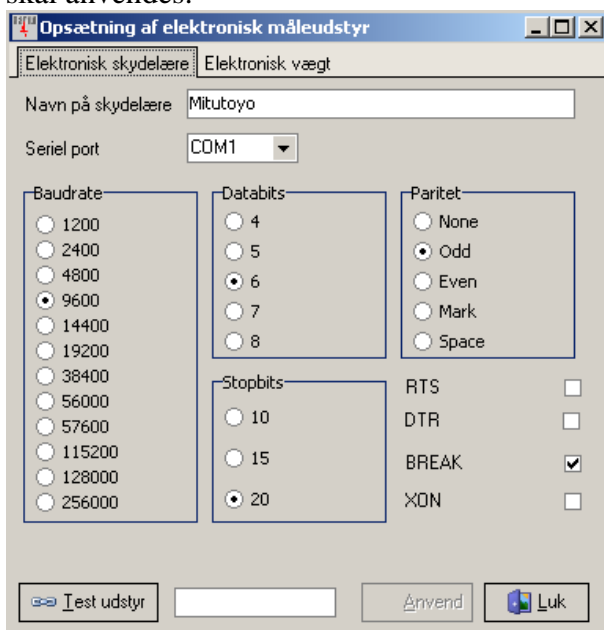 skal anvendes.
Opsætning af elektronisk måleudstyr
Elektronisk skydelære Elektronisk vægt
Navn på skydelære Mitutoyo
Seriel port COM1
Baudrate
1200
2400
4800
9600
14400
19200
38400
56000
57600
115200
128000
256000
Databits
4
5
6
7
8
Paritet
None
Odd
Even
Mark
Space
Stopbits
10
15
20
RTS
DTR
BREAK
XON
Test udstyr Anvend Luk